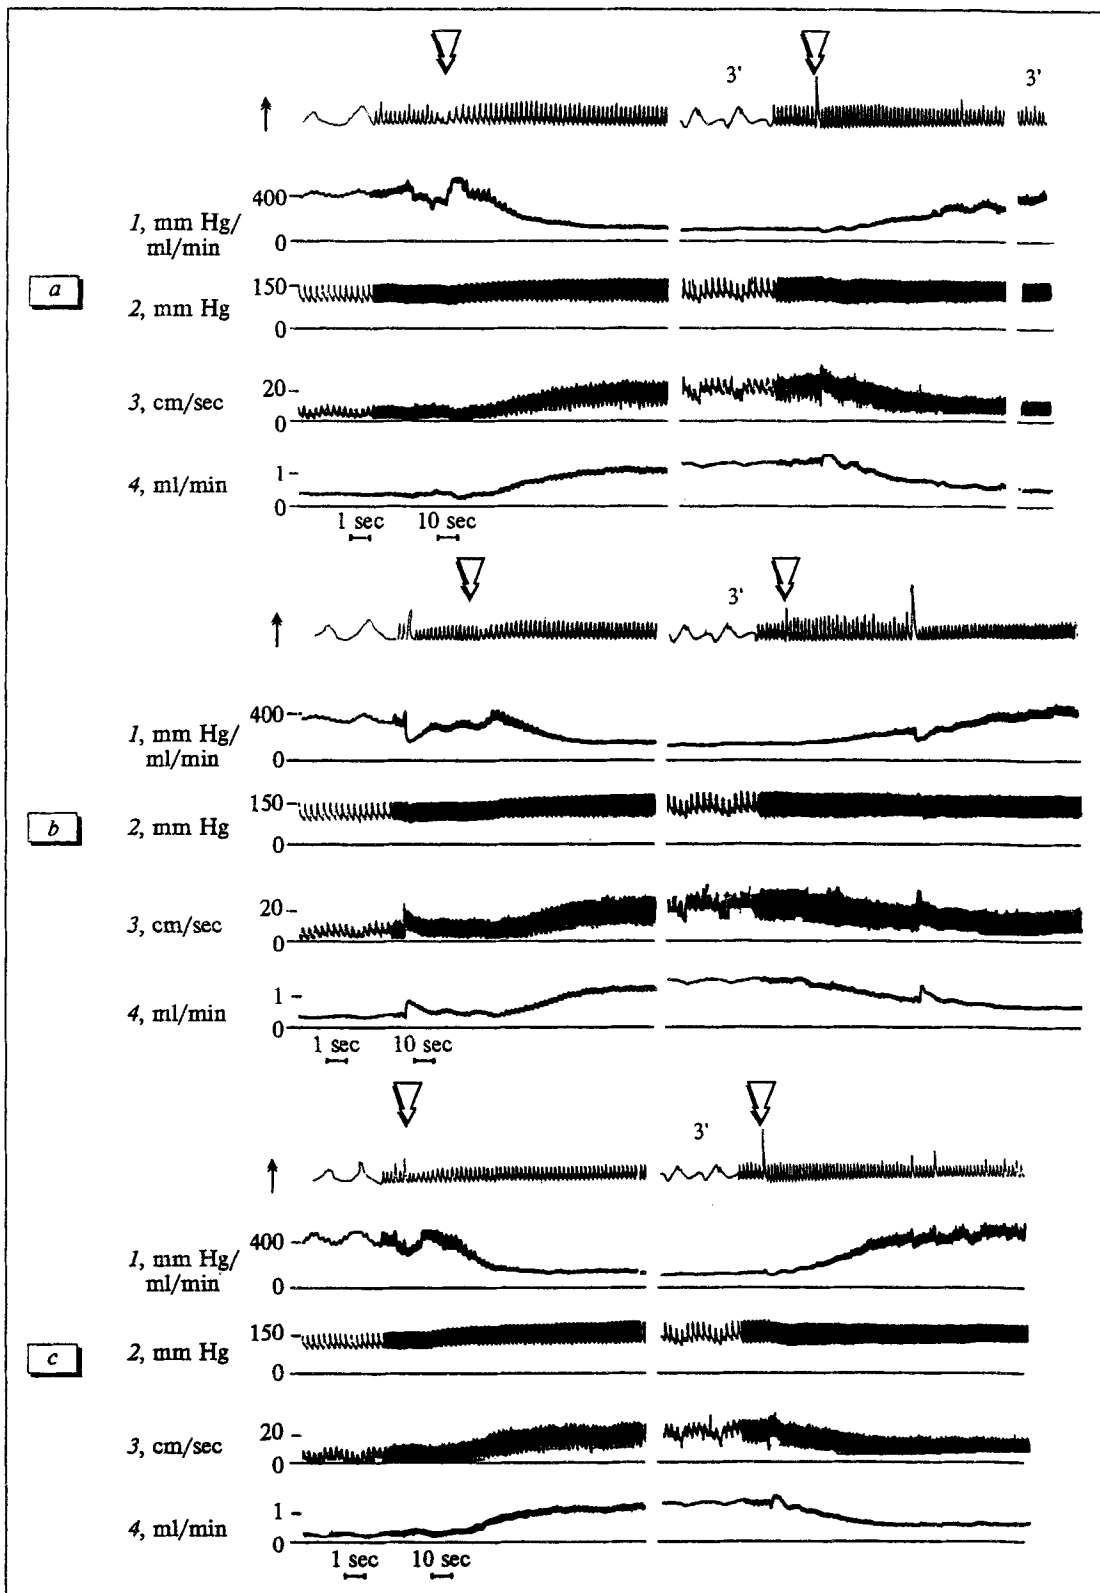 3'
3'
400
1, mm Hg/
ml/min
0
a
150
2, mm Hg
0
20
3, cm/sec
0
1
4, ml/min
0
1 sec 10 sec
3'
400
1, mm Hg/
ml/min
0
b
150
2, mm Hg
0
20
3, cm/sec
0
1
4, ml/min
0
1 sec 10 sec
3'
400
1, mm Hg/
ml/min
0
c
150
2, mm Hg
0
20
3, cm/sec
0
1
4, ml/min
0
1 sec 10 sec